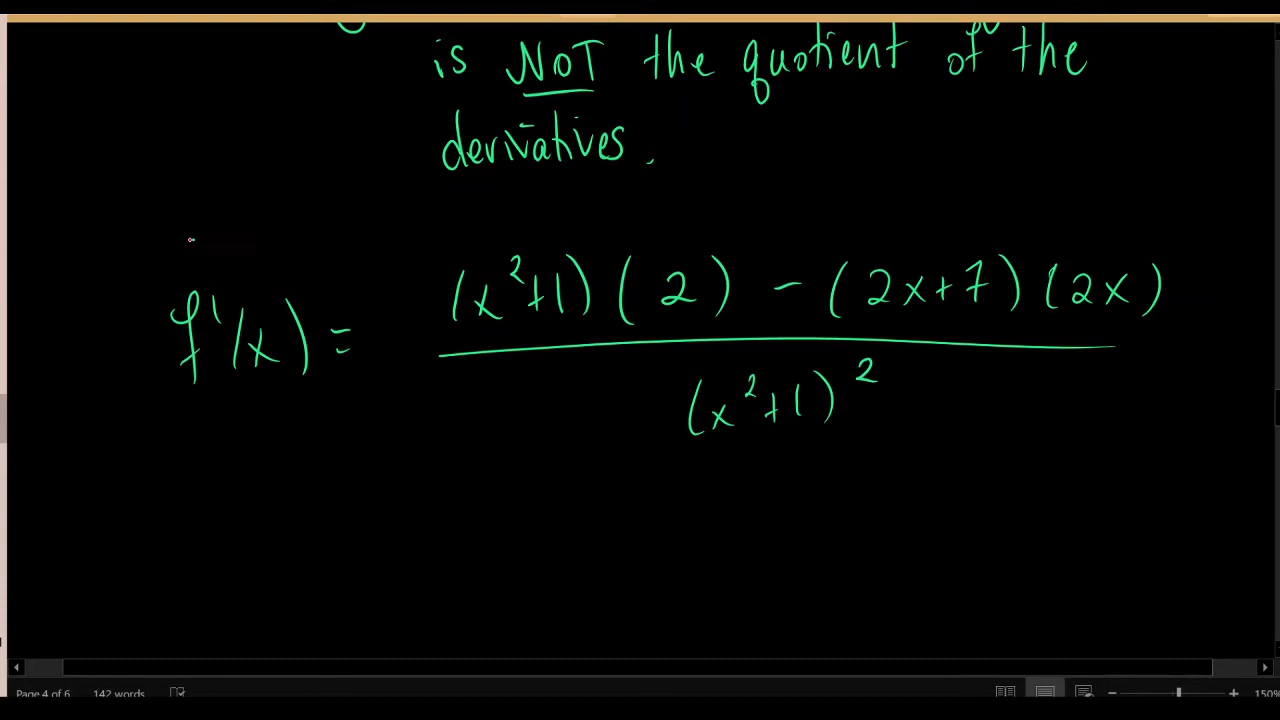 is NOT the quotient of the
derivatives.
f'(x) = (x²+1)(2) - (2x+7)(2x)
(x²+1)²
Page 4 of 6 142 words 150%